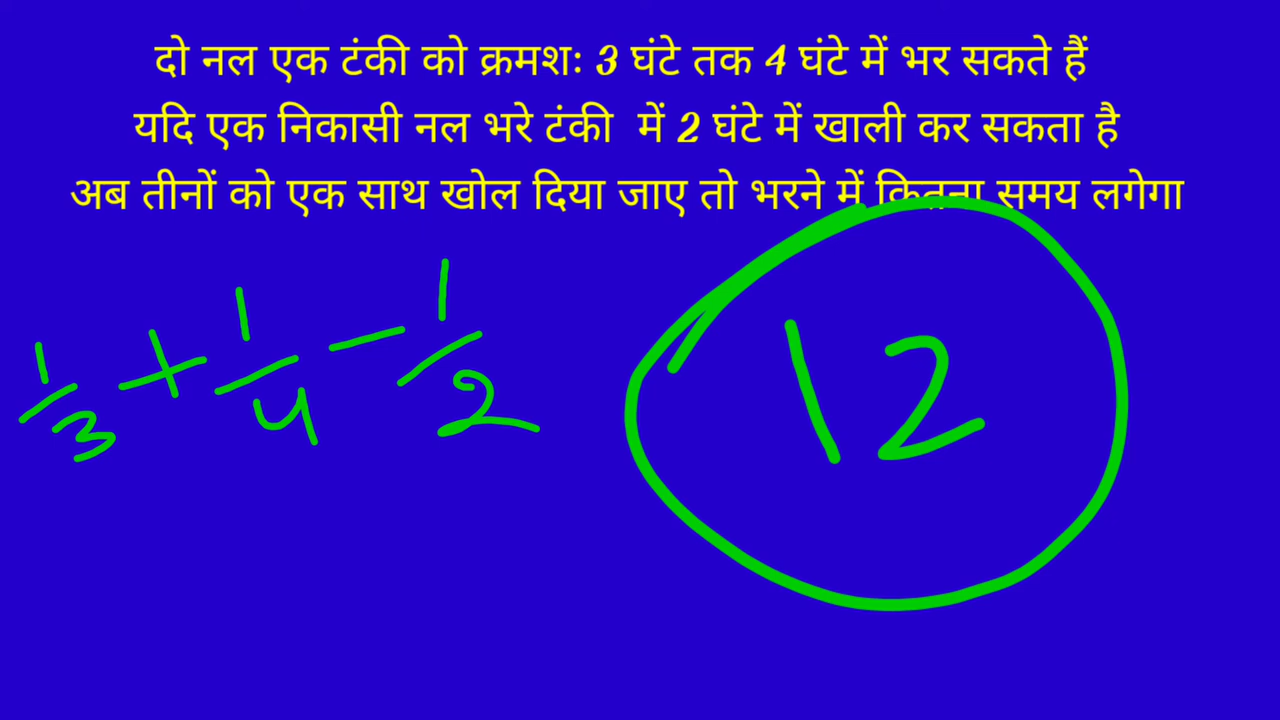 दो नल एक टंकी को क्रमशः 3 घंटे तक 4 घंटे में भर सकते हैं
यदि एक निकासी नल भरे टंकी में 2 घंटे में खाली कर सकता है
अब तीनों को एक साथ खोल दिया जाए तो भरने में कितना समय लगेगा
1/3 + 1/4 - 1/2
12